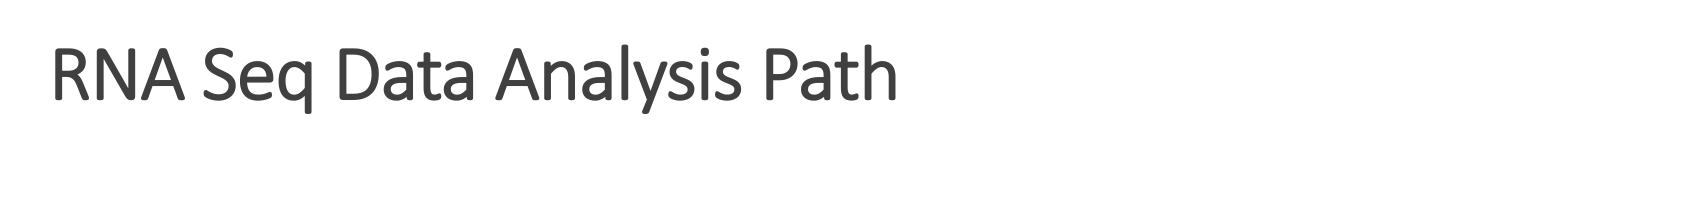 RNA Seq Data Analysis Path